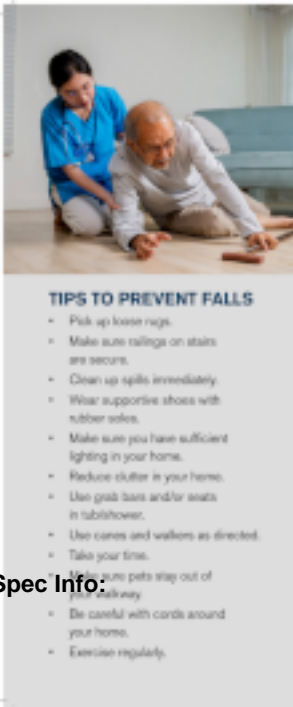 TIPS TO PREVENT FALLS
• Pick up loose rugs.
• Make sure railings on stairs
are secure.
• Clean up spills immediately.
• Wear supportive shoes with
rubber soles.
• Make sure you have sufficient
lighting in your home.
• Reduce clutter in your home.
• Use grab bars and/or seats
in tub/shower.
• Use canes and walkers as directed.
• Take your time.
• Make sure pets stay out of
Spec Info:
your walkway.
• Be careful with cords around
your home.
• Exercise regularly.